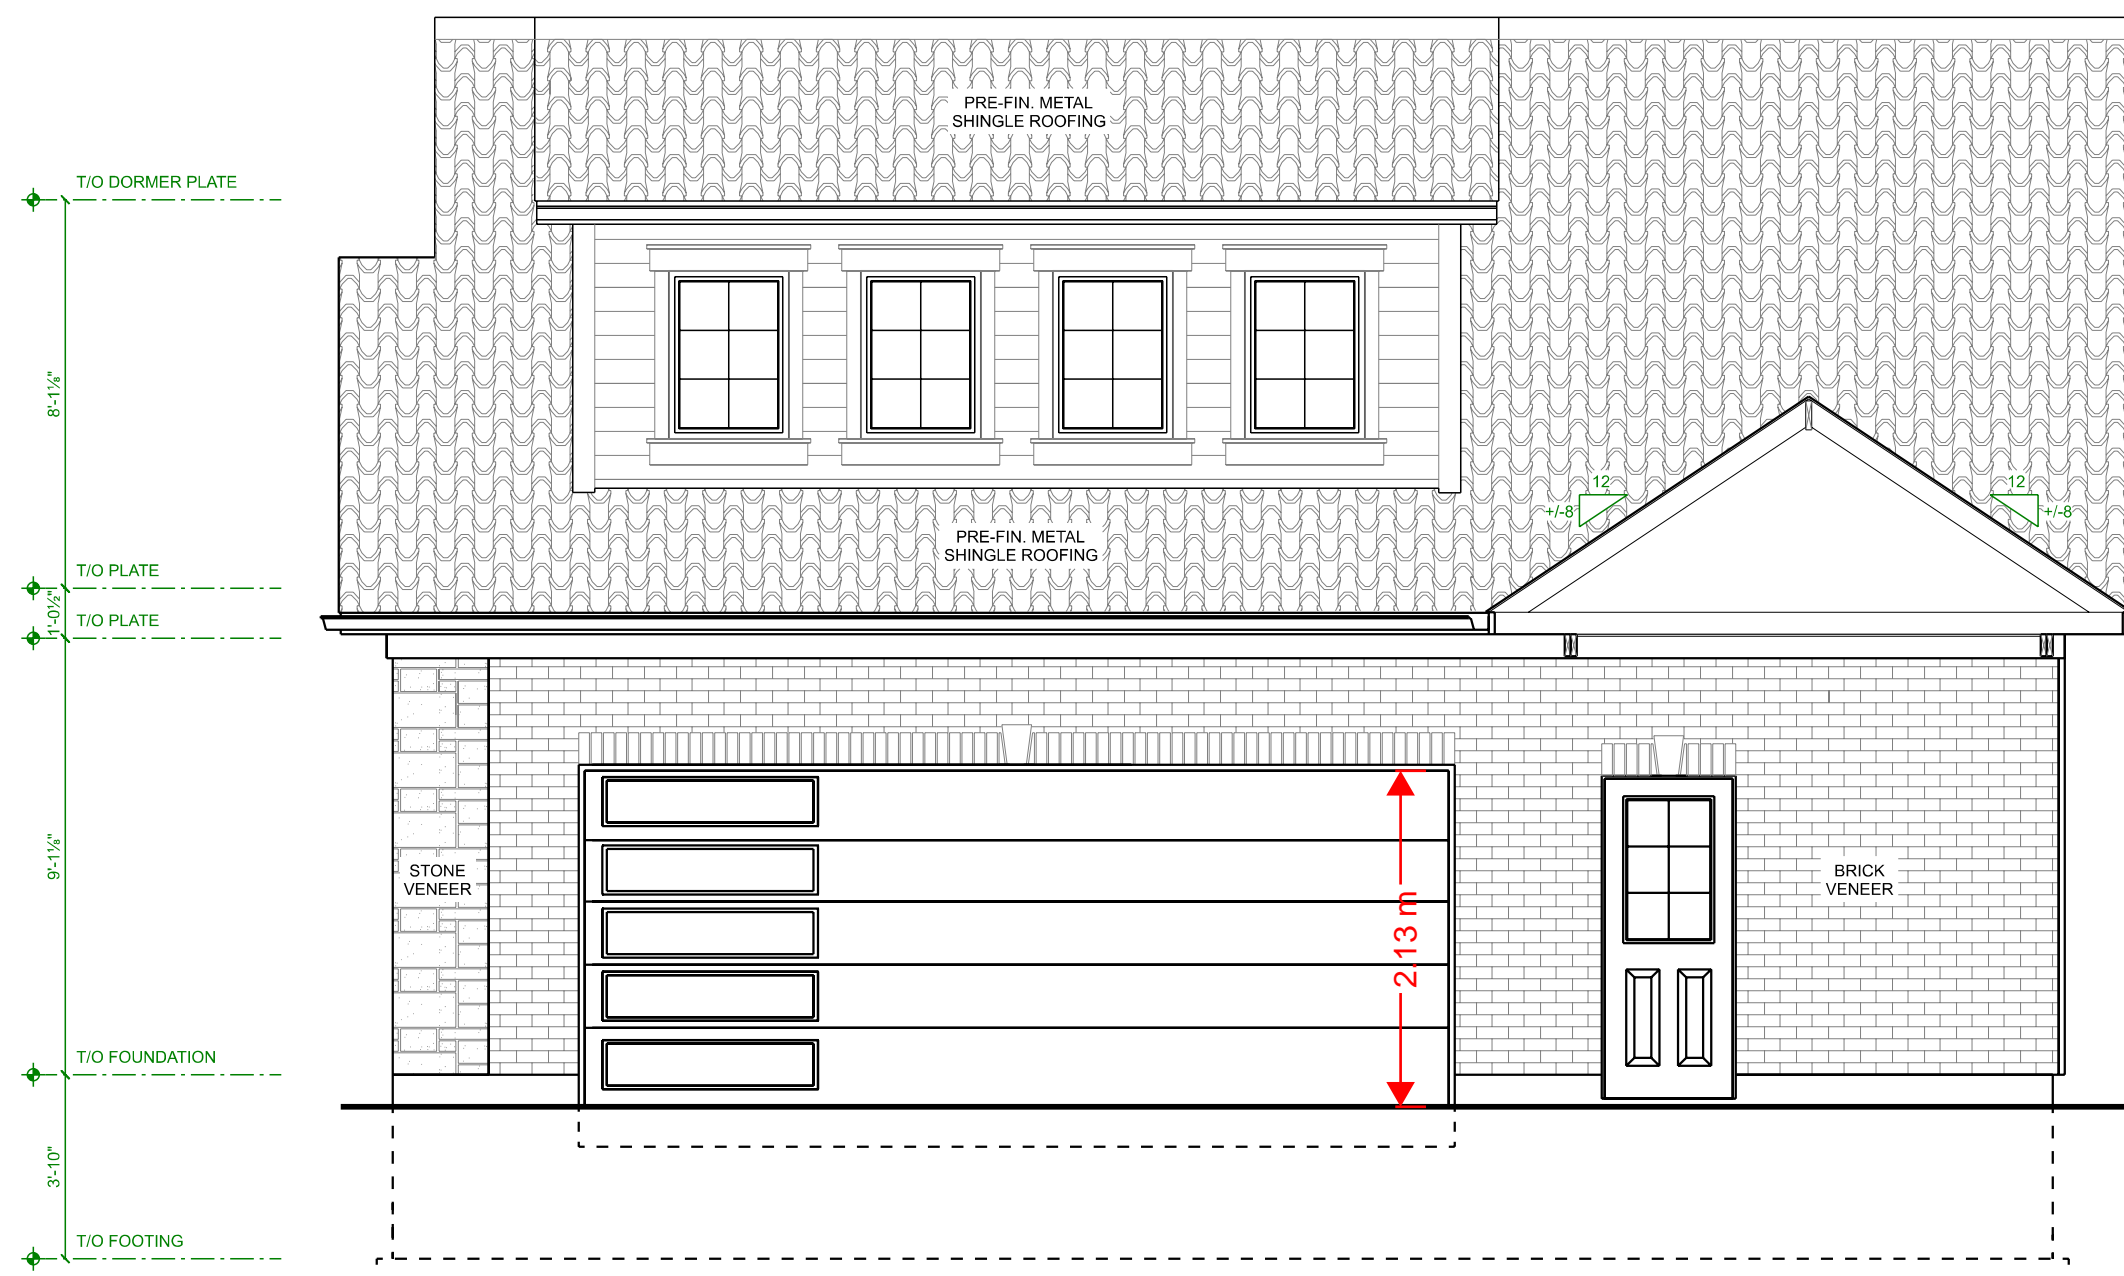 PRE-FIN. METAL
SHINGLE ROOFING
T/O DORMER PLATE
8'-1⅛"
12
+/-8
12
+/-8
PRE-FIN. METAL
SHINGLE ROOFING
T/O PLATE
1'-0½"
T/O PLATE
9'-1⅛"
STONE
VENEER
2.13 m
BRICK
VENEER
T/O FOUNDATION
3'-10"
T/O FOOTING